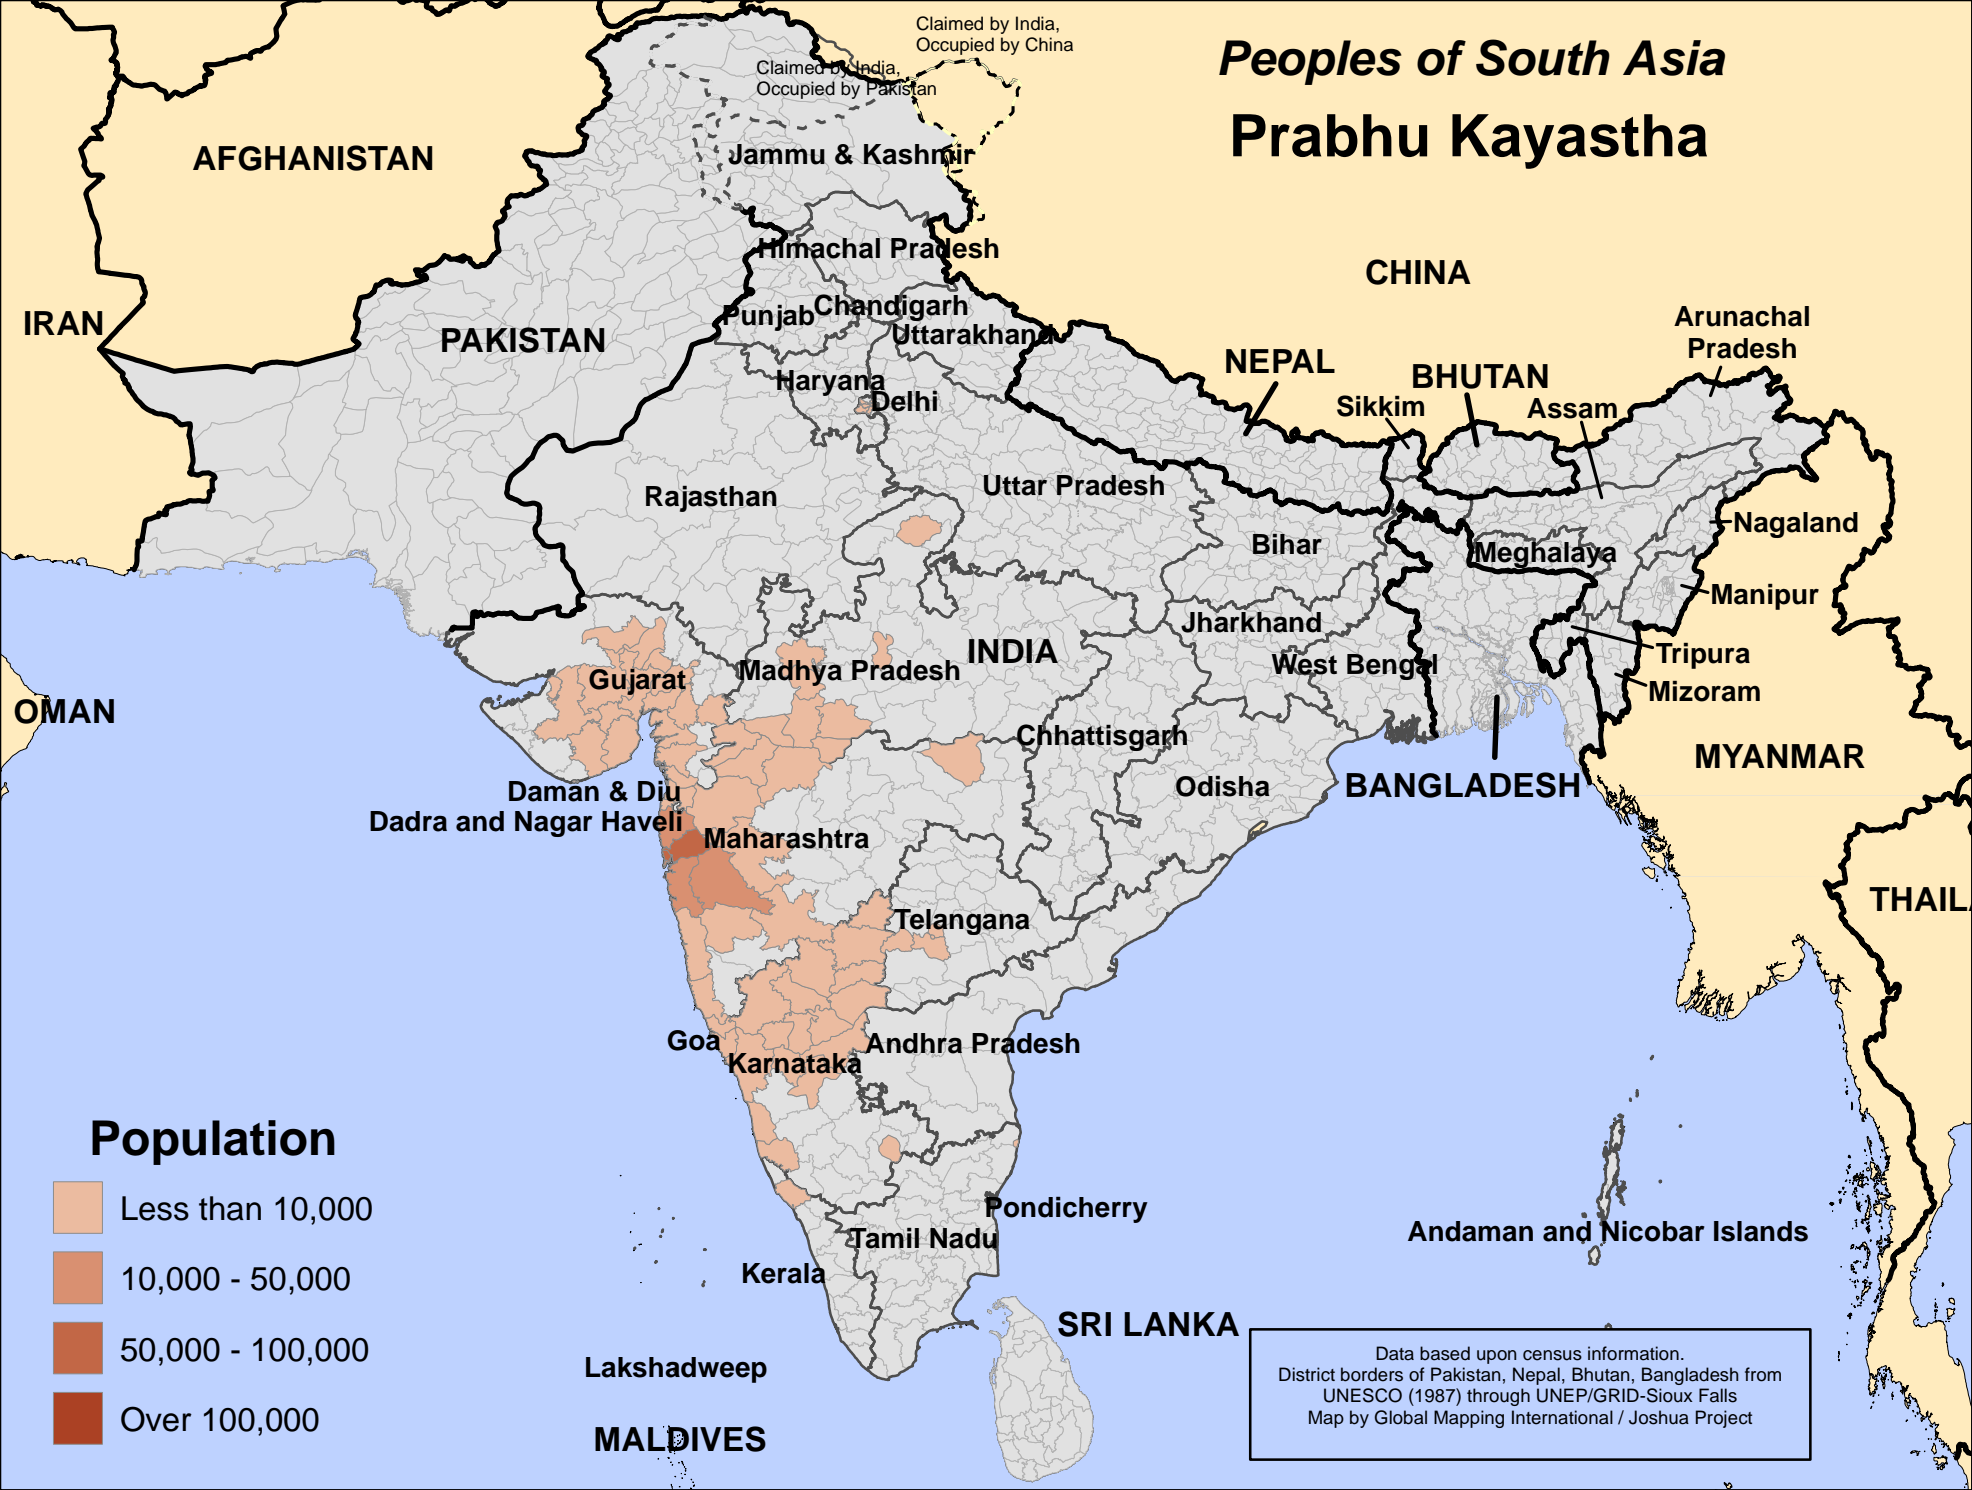 Claimed by India,
Occupied by China
Peoples of South Asia
Claimed by India,
Occupied by Pakistan
Prabhu Kayastha
AFGHANISTAN
Jammu & Kashmir
Himachal Pradesh
CHINA
IRAN
PAKISTAN
Punjab
Chandigarh
Uttarakhand
Arunachal
Pradesh
NEPAL
BHUTAN
Haryana
Delhi
Sikkim
Assam
Rajasthan
Uttar Pradesh
Nagaland
Bihar
Meghalaya
Manipur
Jharkhand
INDIA
Tripura
West Bengal
Madhya Pradesh
Gujarat
Mizoram
OMAN
Chhattisgarh
MYANMAR
Odisha
BANGLADESH
Daman & Diu
Dadra and Nagar Haveli
Maharashtra
THAIL
Telangana
Goa
Andhra Pradesh
Karnataka
Population
Less than 10,000
10,000 - 50,000
50,000 - 100,000
Over 100,000
Pondicherry
Andaman and Nicobar Islands
Tamil Nadu
Kerala
SRI LANKA
Lakshadweep
MALDIVES
Data based upon census information.
District borders of Pakistan, Nepal, Bhutan, Bangladesh from
UNESCO (1987) through UNEP/GRID-Sioux Falls
Map by Global Mapping International / Joshua Project